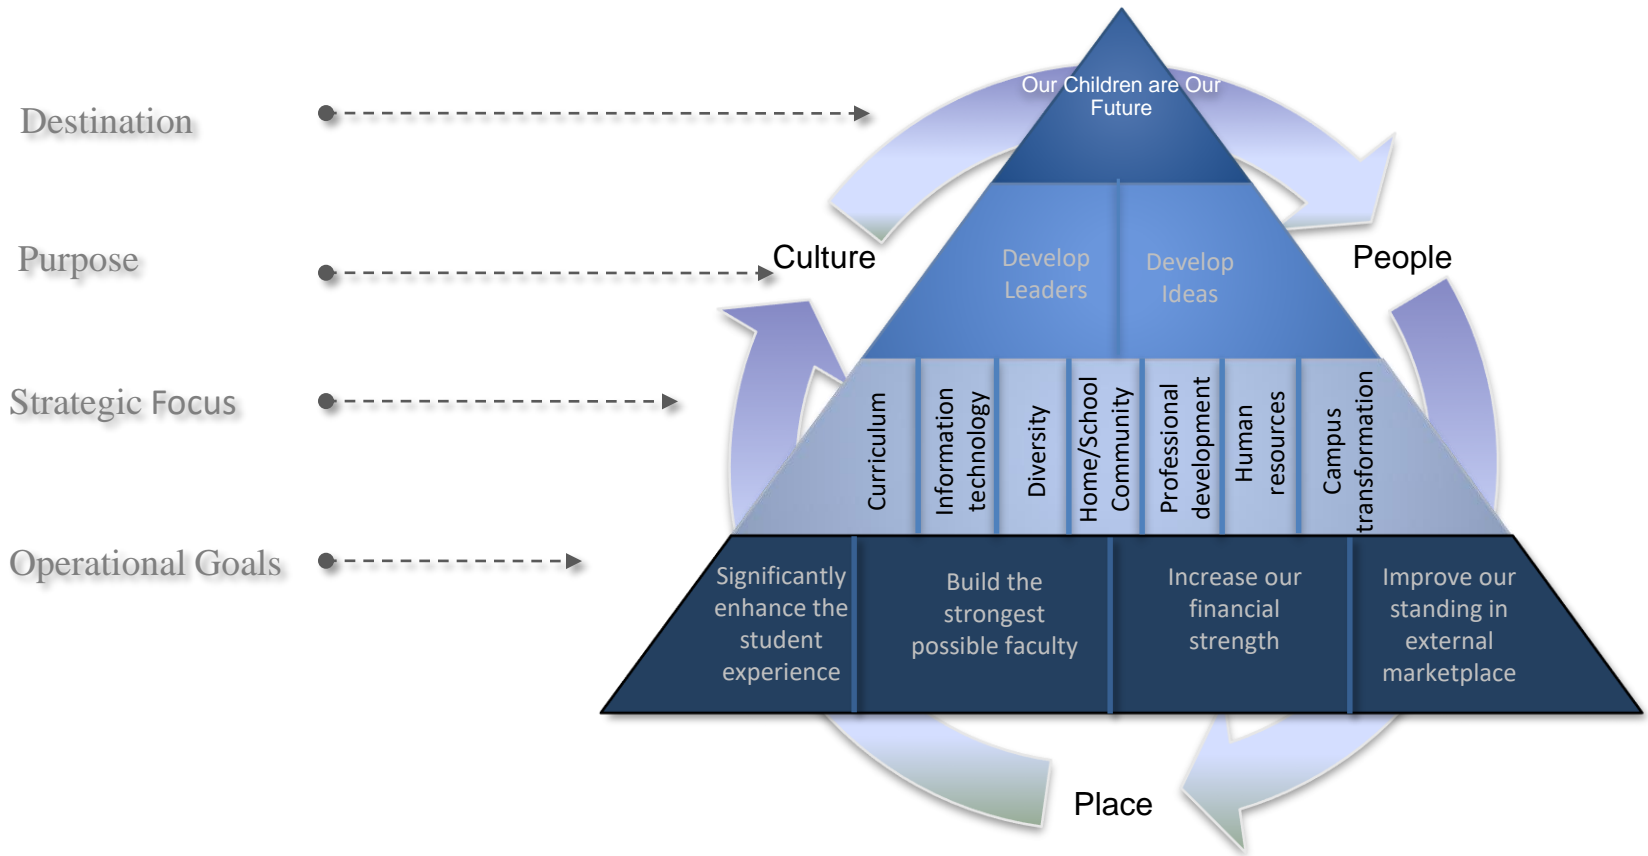 Our Children are Our
Future
Destination
Purpose
Culture
People
Develop
Leaders
Develop
Ideas
Strategic Focus
Curriculum
Information
technology
Diversity
Home/School
Community
Professional
development
Human
resources
Campus
transformation
Operational Goals
Significantly
enhance the
student
experience
Build the
strongest
possible faculty
Increase our
financial
strength
Improve our
standing in
external
marketplace
Place